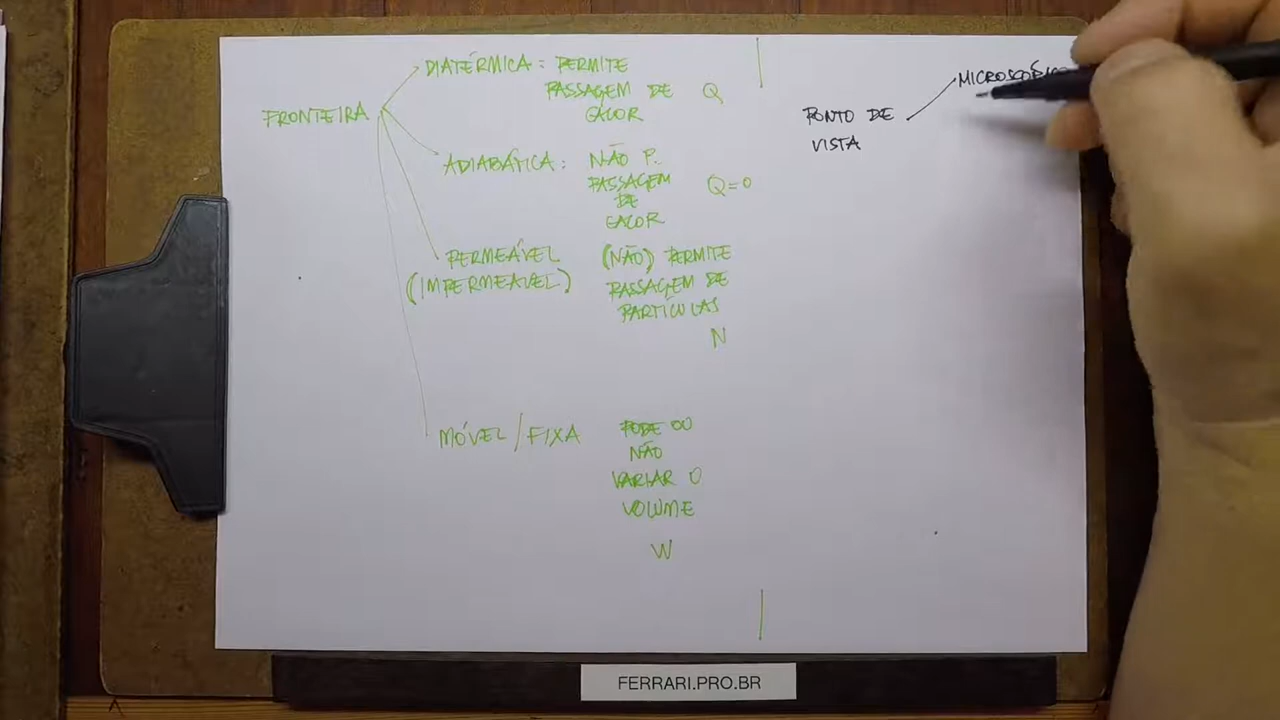 FRONTEIRA
DIATÉRMICA: PERMITE
PASSAGEM DE Q
CALOR
ADIABÁTICA: NÃO P.
PASSAGEM Q=0
DE
CALOR
PERMEÁVEL (NÃO) PERMITE
(IMPERMEÁVEL) PASSAGEM DE
PARTÍCULAS
N
MÓVEL/FIXA PODE OU
NÃO
VARIAR O
VOLUME
W
PONTO DE
VISTA
MICROSCÓPICO
FERRARI.PRO.BR